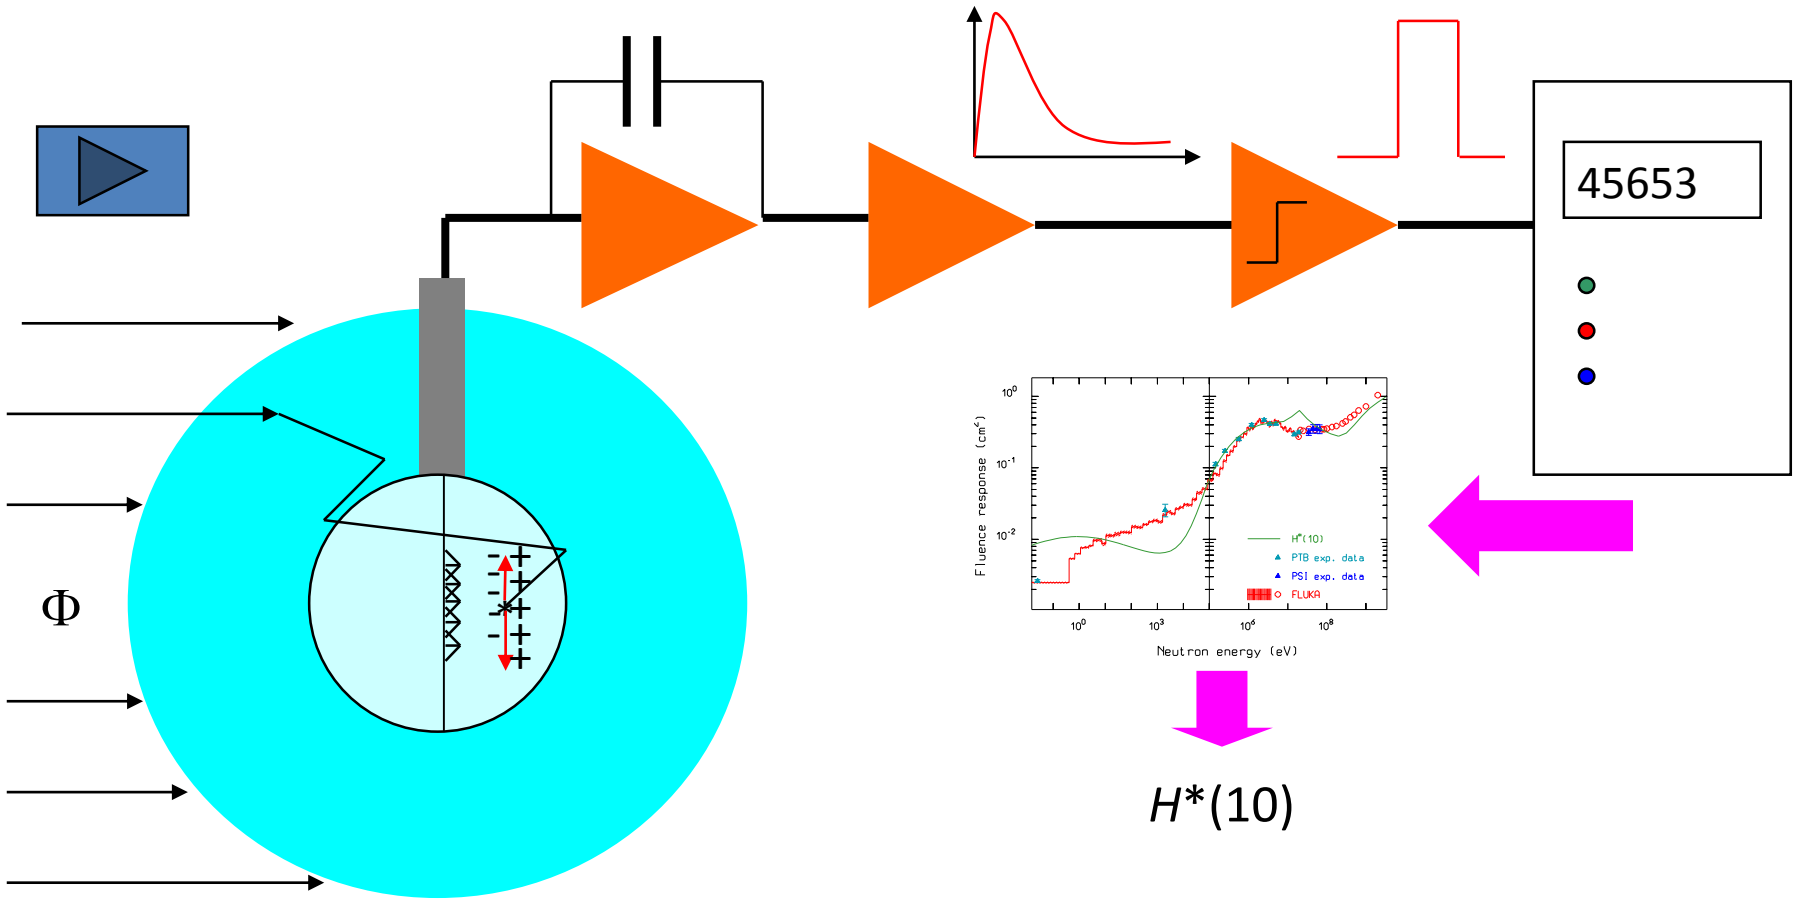 45653
Φ
Fluence response (cm²)
10⁰
10⁻¹
10⁻²
H*(10)
PTB exp. data
PSI exp. data
FLUKA
10⁰ 10³ 10⁶ 10⁸
Neutron energy (eV)
H*(10)